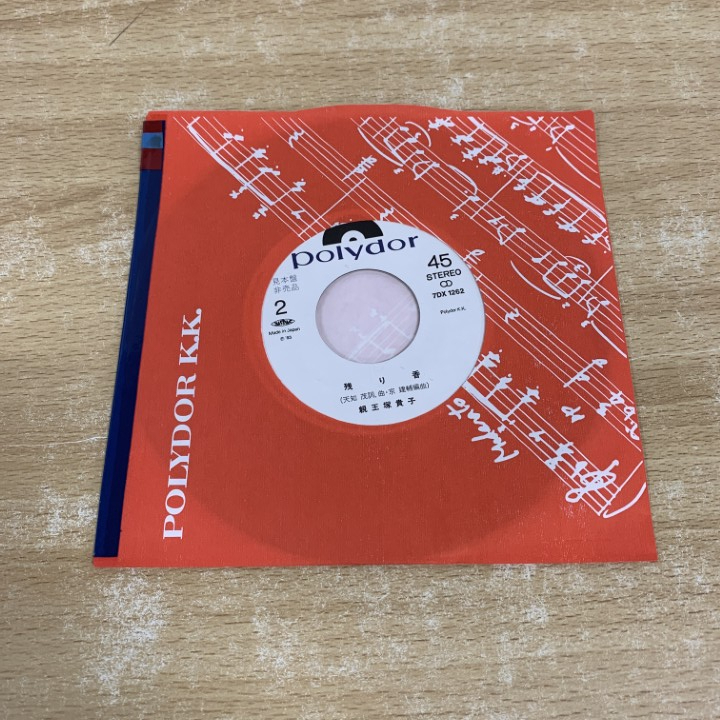 POLYDOR K.K.
polydor
見本盤
非売品
2
Made in Japan
45
STEREO
7DX 1262
Polydor K.K.
残り香
親王塚貴子